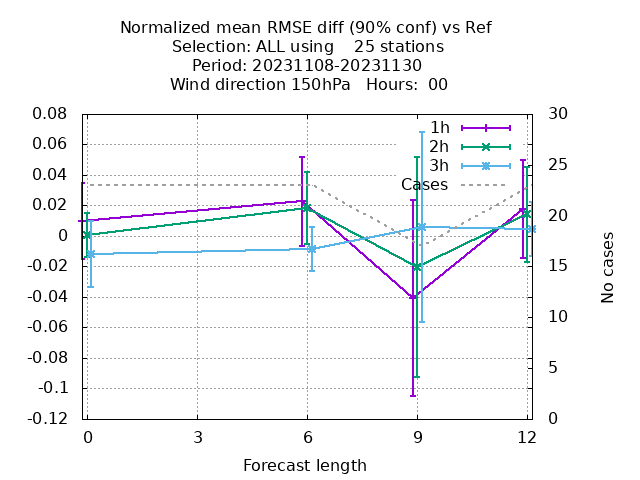 Normalized mean RMSE diff (90% conf) vs Ref
Selection: ALL using    25 stations
Period: 20231108-20231130
Wind direction 150hPa   Hours:  00
0.08
0.06
0.04
0.02
0
-0.02
-0.04
-0.06
-0.08
-0.1
-0.12
30
25
20
15
10
5
0
1h
2h
3h
Cases
No cases
0 3 6 9 12
Forecast length